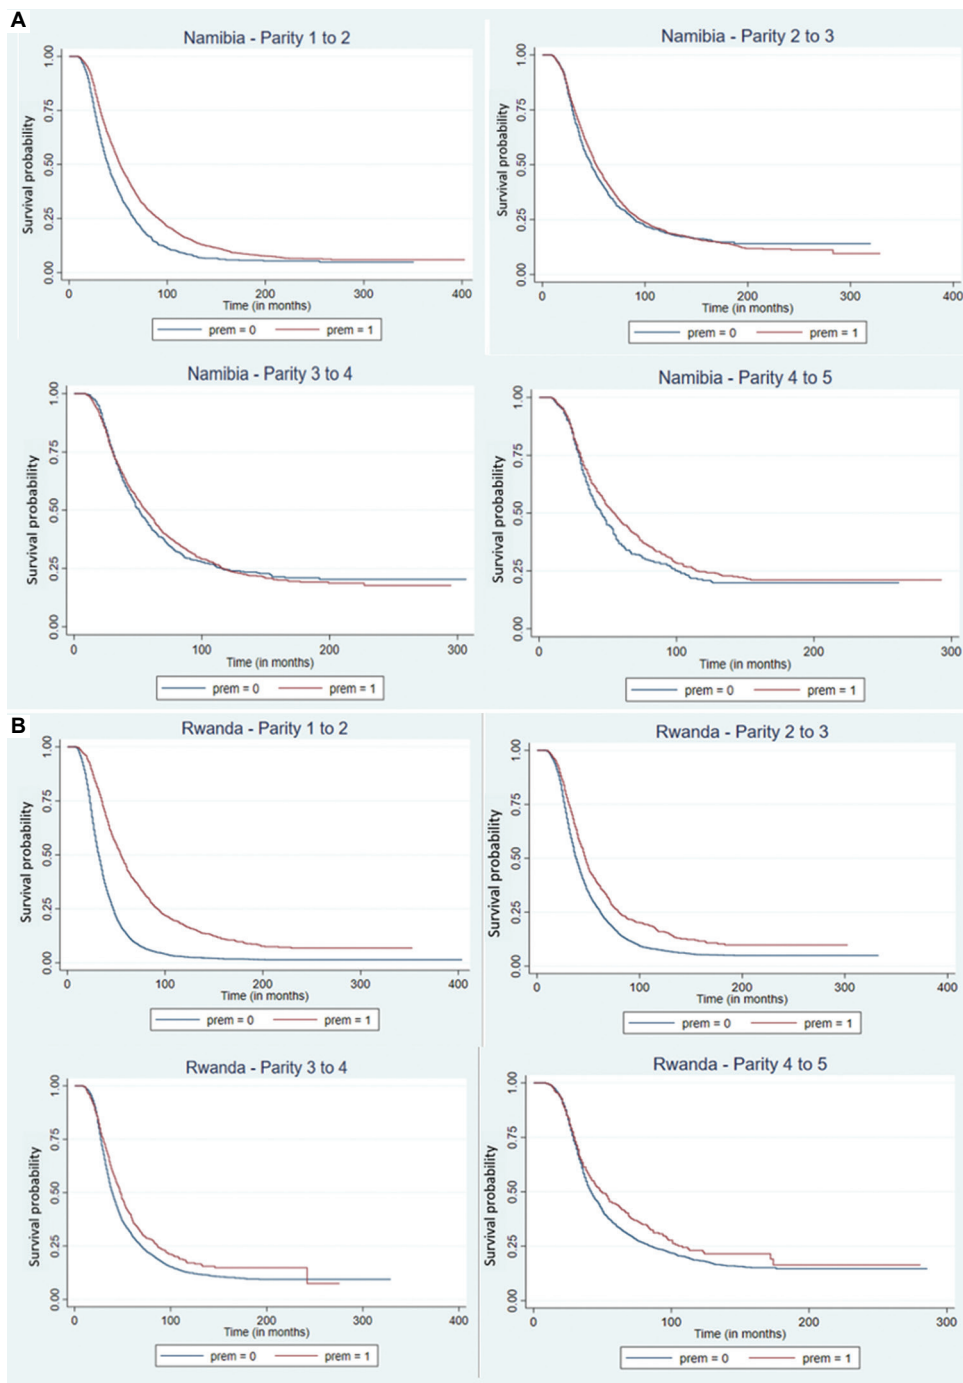 A
Namibia - Parity 1 to 2
Survival probability
1.00
0.75
0.50
0.25
0.00
0 100 200 300 400
Time (in months)
prem = 0 prem = 1
Namibia - Parity 2 to 3
Survival probability
1.00
0.75
0.50
0.25
0.00
0 100 200 300 400
Time (in months)
prem = 0 prem = 1
Namibia - Parity 3 to 4
Survival probability
1.00
0.75
0.50
0.25
0.00
0 100 200 300
Time (in months)
prem = 0 prem = 1
Namibia - Parity 4 to 5
Survival probability
1.00
0.75
0.50
0.25
0.00
0 100 200 300
Time (in months)
prem = 0 prem = 1
B
Rwanda - Parity 1 to 2
Survival probability
1.00
0.75
0.50
0.25
0.00
0 100 200 300 400
Time (in months)
prem = 0 prem = 1
Rwanda - Parity 2 to 3
Survival probability
1.00
0.75
0.50
0.25
0.00
0 100 200 300 400
Time (in months)
prem = 0 prem = 1
Rwanda - Parity 3 to 4
Survival probability
1.00
0.75
0.50
0.25
0.00
0 100 200 300 400
Time (in months)
prem = 0 prem = 1
Rwanda - Parity 4 to 5
Survival probability
1.00
0.75
0.50
0.25
0.00
0 100 200 300
Time (in months)
prem = 0 prem = 1